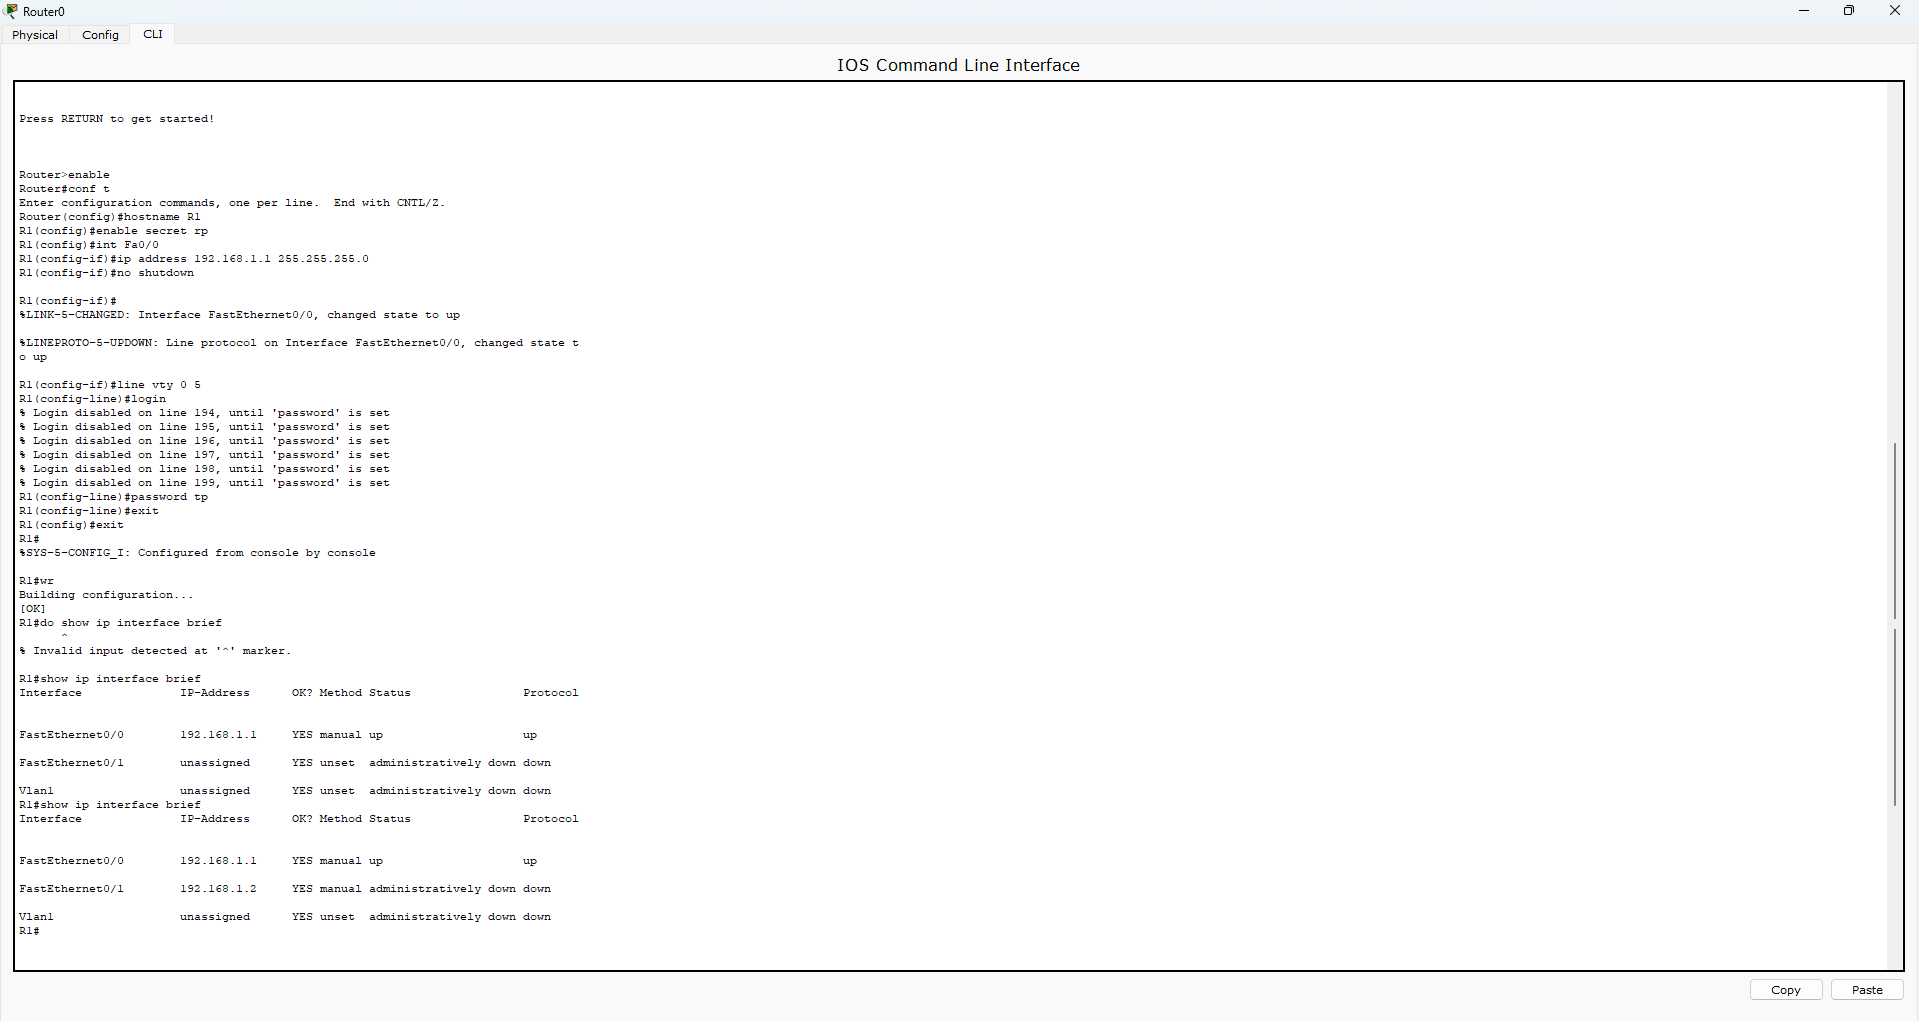 Router0
Physical Config CLI
IOS Command Line Interface
Press RETURN to get started!
Router>enable
Router#conf t
Enter configuration commands, one per line.  End with CNTL/Z.
Router(config)#hostname R1
R1(config)#enable secret rp
R1(config)#int Fa0/0
R1(config-if)#ip address 192.168.1.1 255.255.255.0
R1(config-if)#no shutdown
R1(config-if)#
%LINK-5-CHANGED: Interface FastEthernet0/0, changed state to up
%LINEPROTO-5-UPDOWN: Line protocol on Interface FastEthernet0/0, changed state t
o up
R1(config-if)#line vty 0 5
R1(config-line)#login
% Login disabled on line 194, until 'password' is set
% Login disabled on line 195, until 'password' is set
% Login disabled on line 196, until 'password' is set
% Login disabled on line 197, until 'password' is set
% Login disabled on line 198, until 'password' is set
% Login disabled on line 199, until 'password' is set
R1(config-line)#password tp
R1(config-line)#exit
R1(config)#exit
R1#
%SYS-5-CONFIG_I: Configured from console by console
R1#wr
Building configuration...
[OK]
R1#do show ip interface brief
^
% Invalid input detected at '^' marker.
R1#show ip interface brief
Interface IP-Address OK? Method Status Protocol
FastEthernet0/0 192.168.1.1 YES manual up up
FastEthernet0/1 unassigned YES unset administratively down down
Vlan1 unassigned YES unset administratively down down
R1#show ip interface brief
Interface IP-Address OK? Method Status Protocol
FastEthernet0/0 192.168.1.1 YES manual up up
FastEthernet0/1 192.168.1.2 YES manual administratively down down
Vlan1 unassigned YES unset administratively down down
R1#
Copy Paste